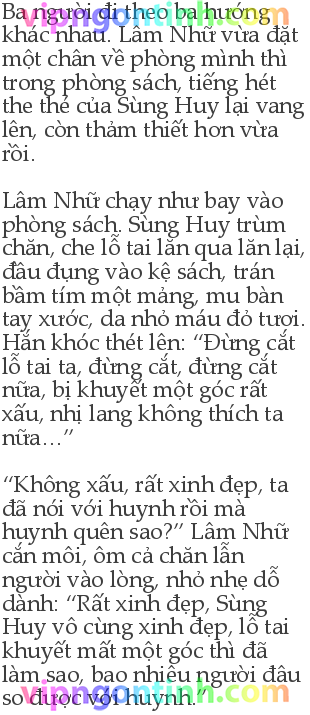 Ba người đi theo ba hướng
khác nhau. Lâm Nhữ vừa đặt
một chân về phòng mình thì
trong phòng sách, tiếng hét
the thé của Sùng Huy lại vang
lên, còn thảm thiết hơn vừa
rồi.

Lâm Nhữ chạy như bay vào
phòng sách. Sùng Huy trùm
chăn, che lỗ tai lăn qua lăn lại,
đầu đụng vào kệ sách, trán
bầm tím một mảng, mu bàn
tay xước, da nhỏ máu đỏ tươi.
Hắn khóc thét lên: “Đừng cắt
lỗ tai ta, đừng cắt, đừng cắt
nữa, bị khuyết một góc rất
xấu, nhị lang không thích ta
nữa…”

“Không xấu, rất xinh đẹp, ta
đã nói với huynh rồi mà
huynh quên sao?” Lâm Nhữ
cắn môi, ôm cả chăn lẫn
người vào lòng, nhỏ nhẹ dỗ
dành: “Rất xinh đẹp, Sùng
Huy vô cùng xinh đẹp, lỗ tai
khuyết mất một góc thì đã
làm sao, bao nhiêu người đâu
so được với huynh.”
vipngontinh.com
vipngontinh.com